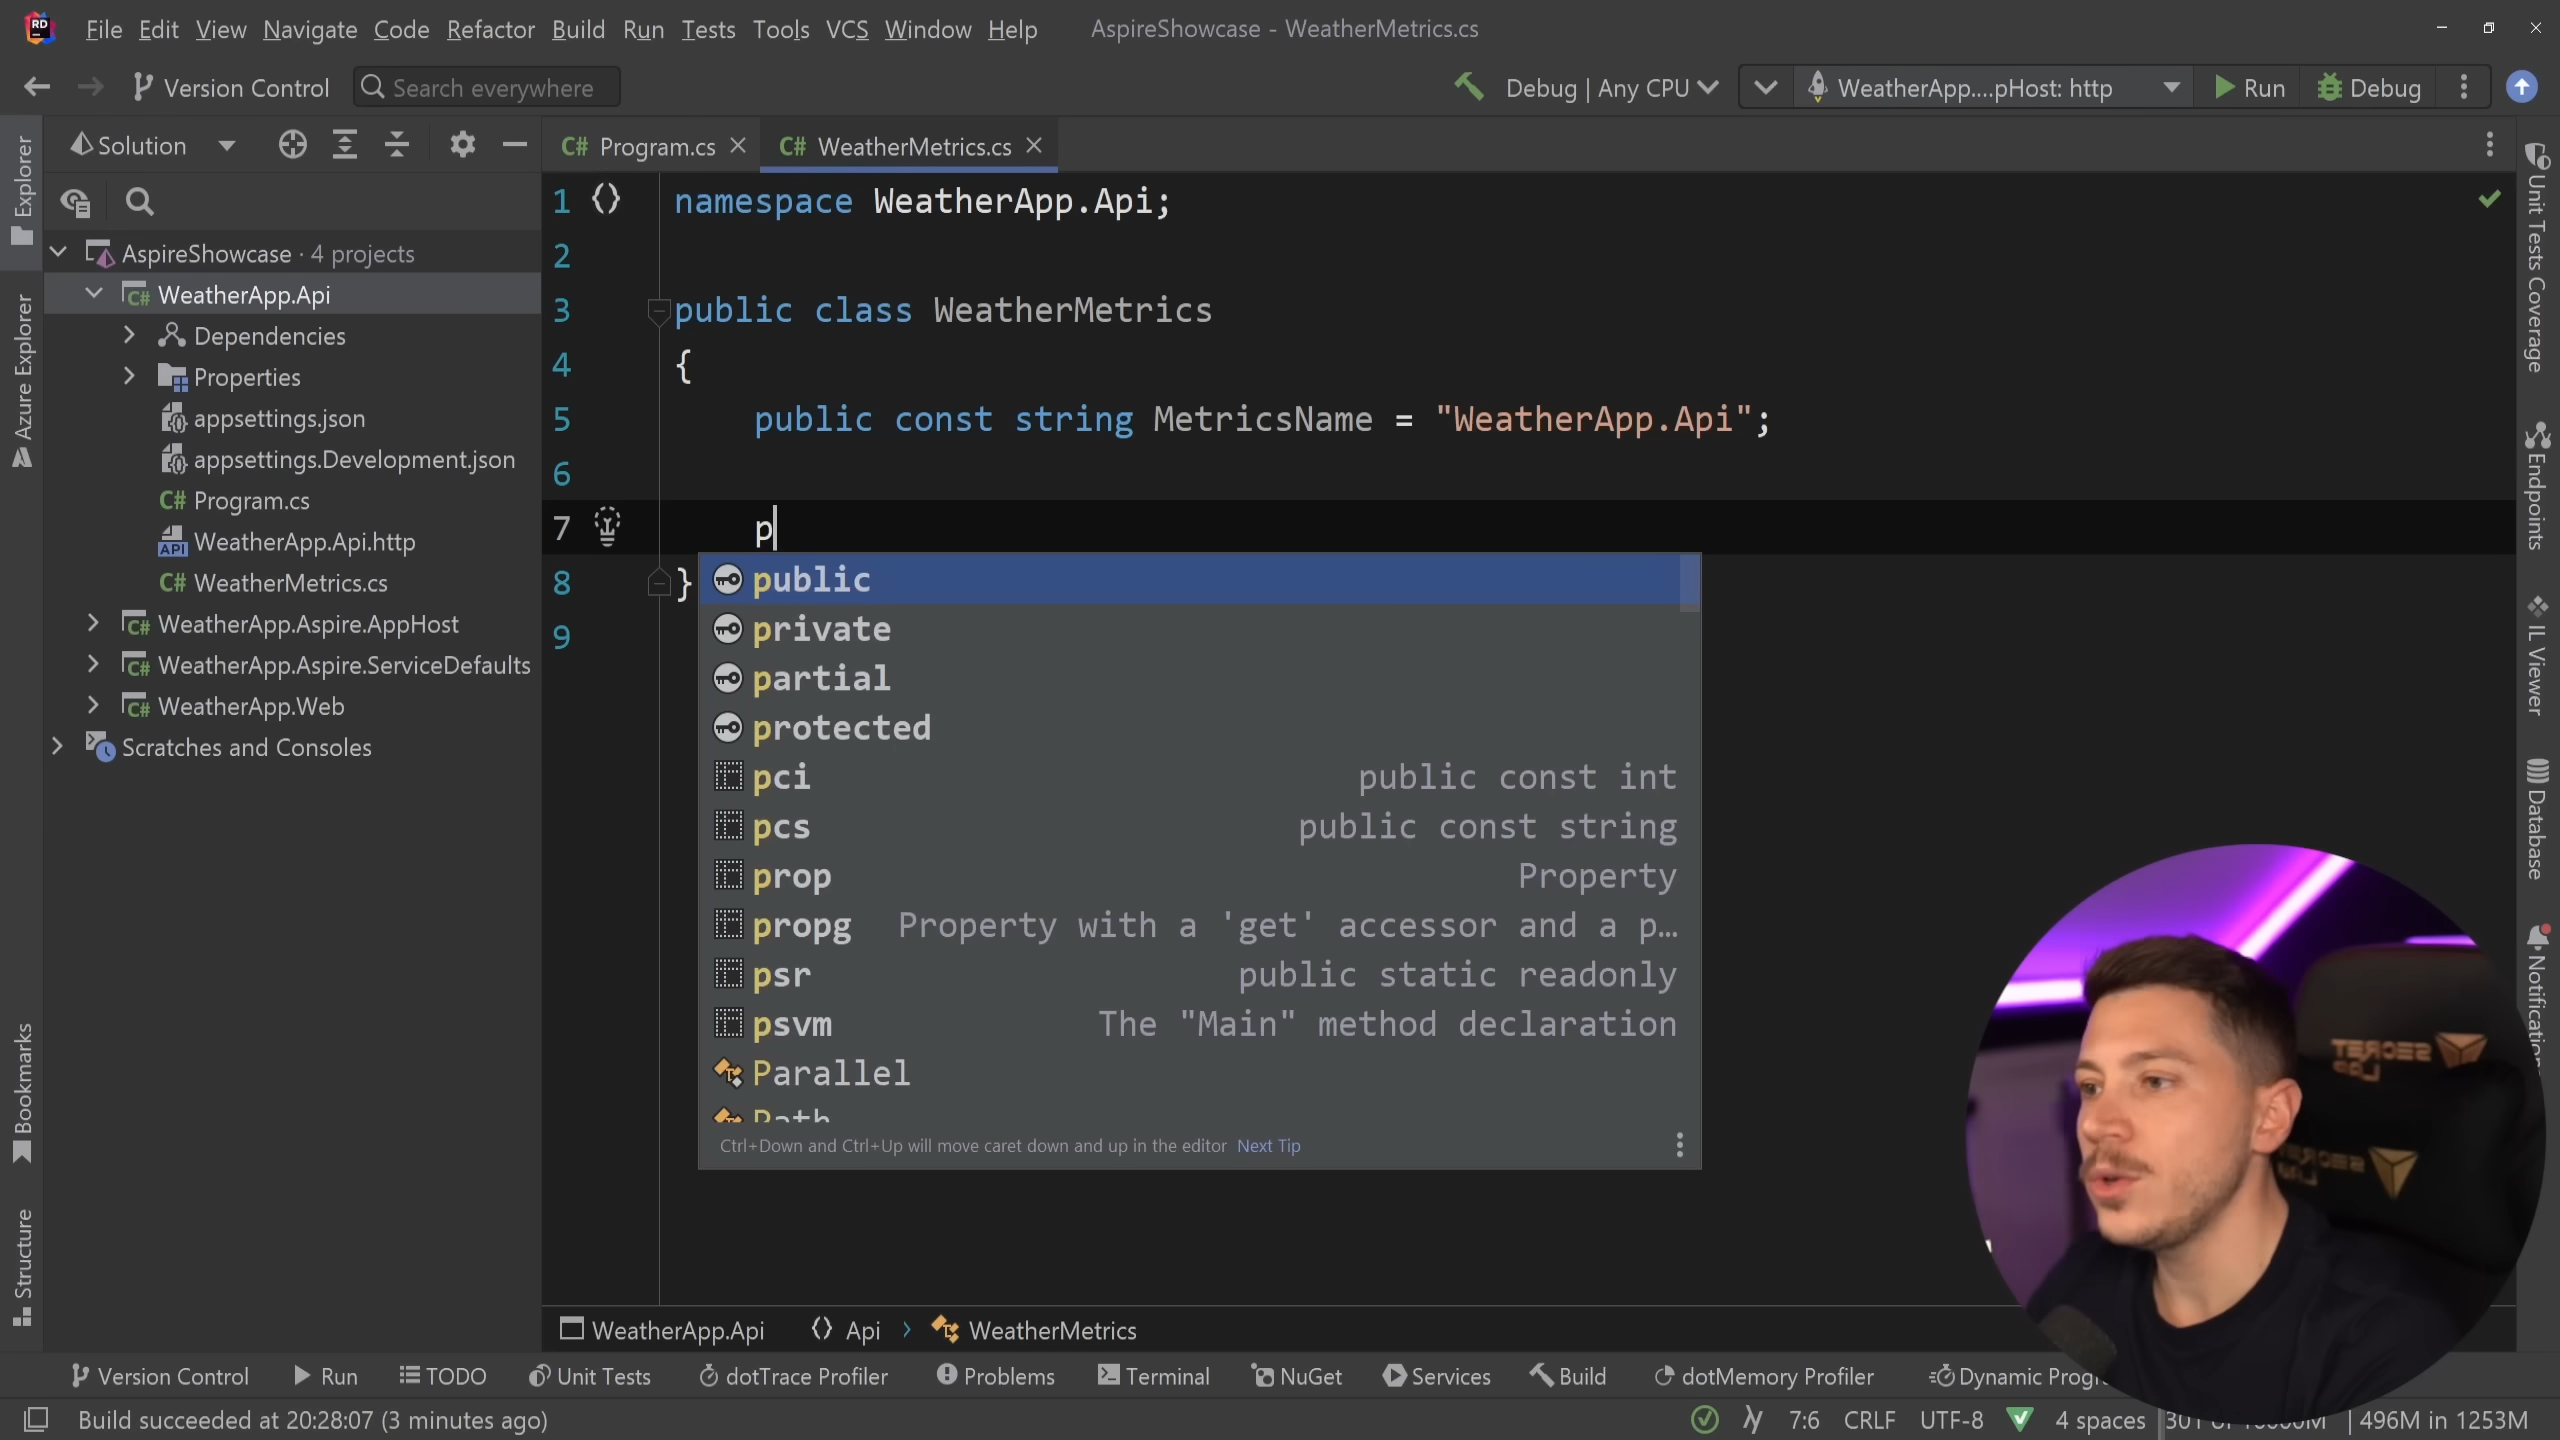 File Edit View Navigate Code Refactor Build Run Tests Tools VCS Window Help AspireShowcase - WeatherMetrics.cs
Version Control Search everywhere Debug | Any CPU WeatherApp....pHost: http Run Debug
Solution
Program.cs WeatherMetrics.cs
Explorer
Azure Explorer
Bookmarks
Structure
AspireShowcase · 4 projects
WeatherApp.Api
Dependencies
Properties
appsettings.json
appsettings.Development.json
C# Program.cs
API WeatherApp.Api.http
C# WeatherMetrics.cs
C# WeatherApp.Aspire.AppHost
C# WeatherApp.Aspire.ServiceDefaults
C# WeatherApp.Web
Scratches and Consoles
1 namespace WeatherApp.Api;
2
3 public class WeatherMetrics
4 {
5 public const string MetricsName = "WeatherApp.Api";
6
7 p
8 }
9
public
private
partial
protected
pci public const int
pcs public const string
prop Property
propg Property with a 'get' accessor and a p…
psr public static readonly
psvm The "Main" method declaration
Parallel
Path
Ctrl+Down and Ctrl+Up will move caret down and up in the editor Next Tip
Unit Tests Coverage
Endpoints
IL Viewer
Database
Notifications
SECRET LAB
WeatherApp.Api Api WeatherMetrics
Version Control Run TODO Unit Tests dotTrace Profiler Problems Terminal NuGet Services Build dotMemory Profiler Dynamic
Build succeeded at 20:28:07 (3 minutes ago) 7:6 CRLF UTF-8 4 spaces 496M in 1253M